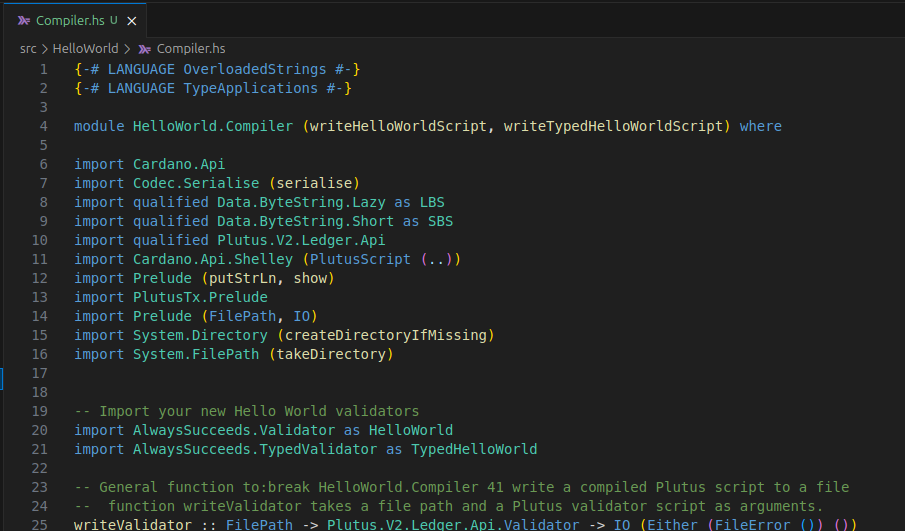 Compiler.hs U
src > HelloWorld > Compiler.hs
1 {-# LANGUAGE OverloadedStrings #-}
2 {-# LANGUAGE TypeApplications #-}
3
4 module HelloWorld.Compiler (writeHelloWorldScript, writeTypedHelloWorldScript) where
5
6 import Cardano.Api
7 import Codec.Serialise (serialise)
8 import qualified Data.ByteString.Lazy as LBS
9 import qualified Data.ByteString.Short as SBS
10 import qualified Plutus.V2.Ledger.Api
11 import Cardano.Api.Shelley (PlutusScript (..))
12 import Prelude (putStrLn, show)
13 import PlutusTx.Prelude
14 import Prelude (FilePath, IO)
15 import System.Directory (createDirectoryIfMissing)
16 import System.FilePath (takeDirectory)
17
18
19 -- Import your new Hello World validators
20 import AlwaysSucceeds.Validator as HelloWorld
21 import AlwaysSucceeds.TypedValidator as TypedHelloWorld
22
23 -- General function to:break HelloWorld.Compiler 41 write a compiled Plutus script to a file
24 --  function writeValidator takes a file path and a Plutus validator script as arguments.
25 writeValidator :: FilePath -> Plutus.V2.Ledger.Api.Validator -> IO (Either (FileError ()) ())